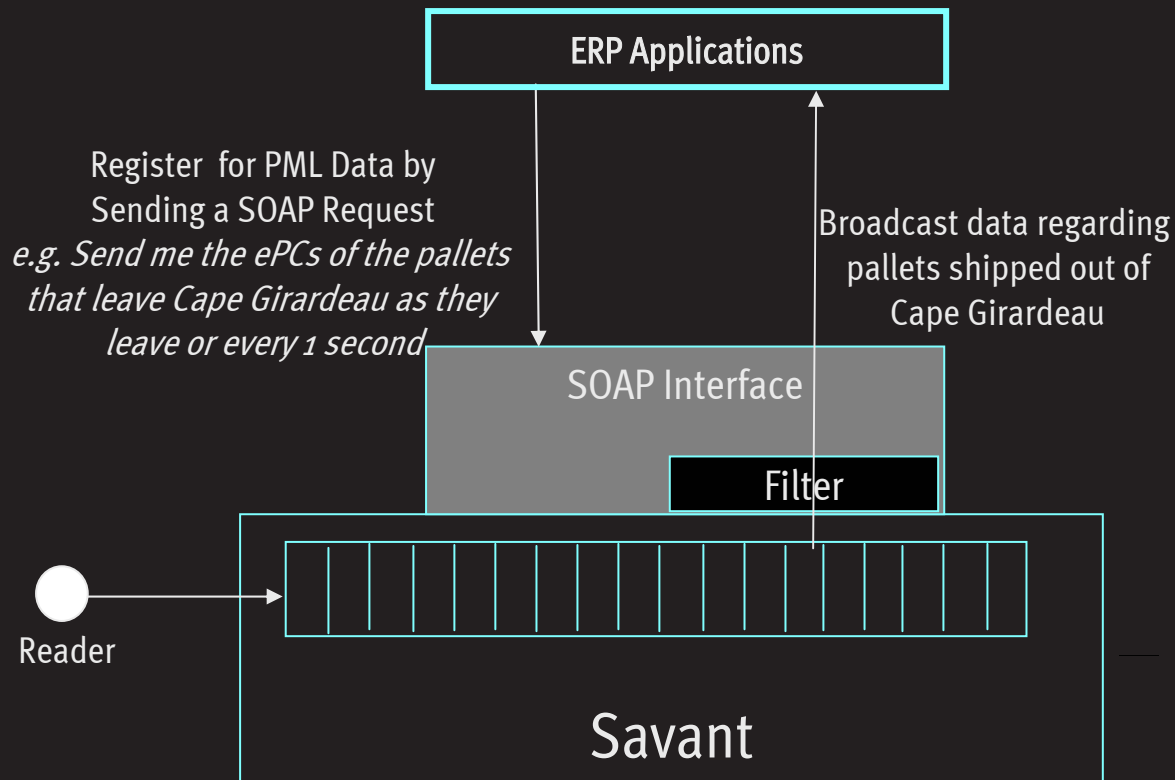 ERP Applications
Register for PML Data by
Sending a SOAP Request
e.g. Send me the ePCs of the pallets
that leave Cape Girardeau as they
leave or every 1 second
Broadcast data regarding
pallets shipped out of
Cape Girardeau
SOAP Interface
Filter
Reader
Savant